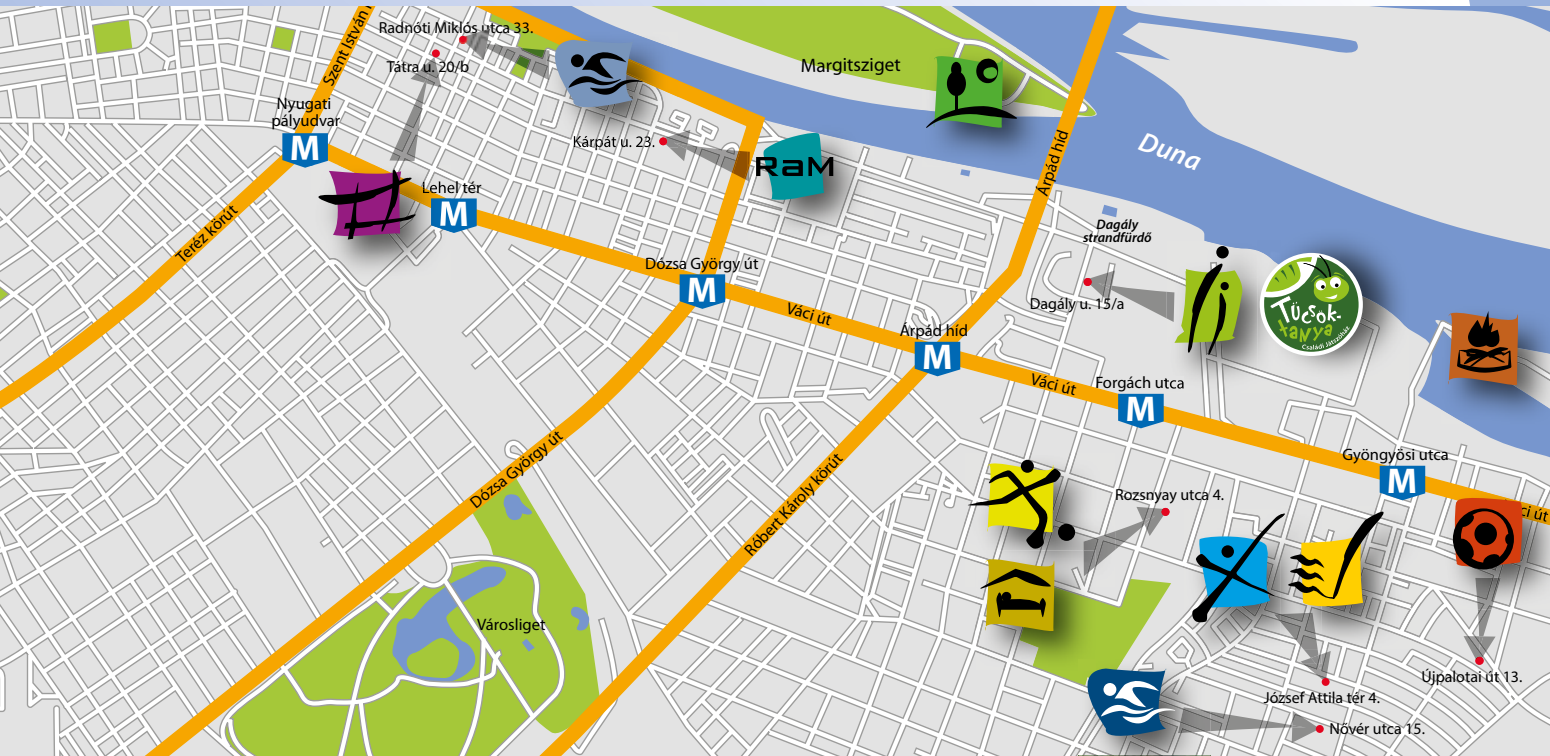 Szent István
Radnóti Miklós utca 33.
Tátra u. 20/b
Nyugati
pályudvar
M
Margitsziget
Duna
Árpád híd
Kárpát u. 23.
RaM
Lehel tér
M
Teréz körút
Dagály
strandfürdő
Dózsa György út
M
Dagály u. 15/a
Tücsök-
tanya
Családi Játszóház
Váci út
Árpád híd
M
Váci út
Forgách utca
M
Gyöngyösi utca
M
Dózsa György út
Róbert Károly körút
Rozsnyay utca 4.
ci út
Városliget
Újpalotai út 13.
József Attila tér 4.
Nővér utca 15.